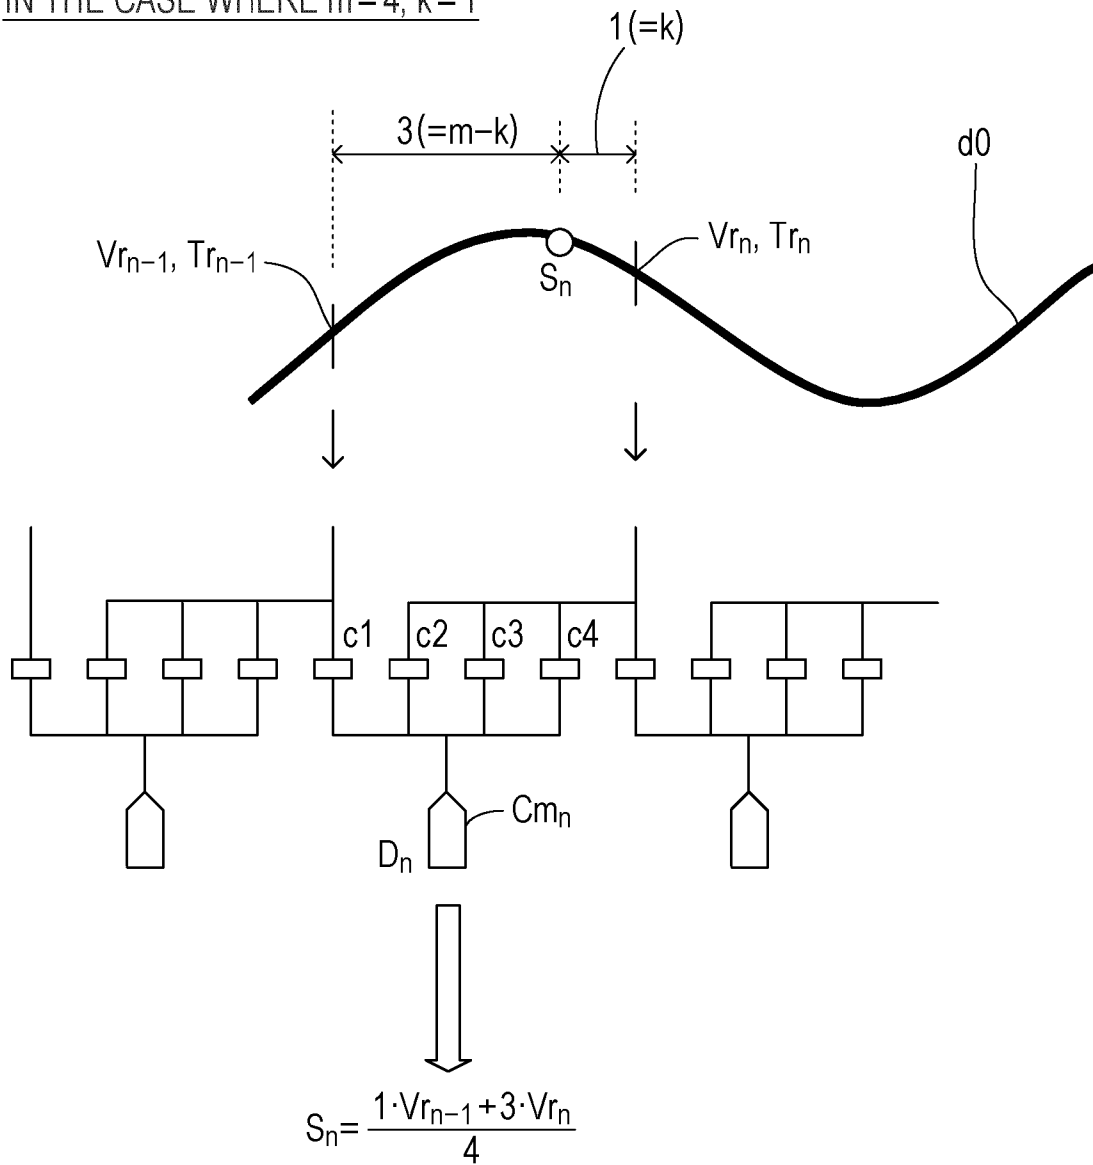 IN THE CASE WHERE m=4, k=1
1(=k)
3(=m−k)
d0
Vrn−1, Trn−1
Vrn, Trn
Sn
c1 c2 c3 c4
Cmn
Dn
Sn= 1·Vrn−1+3·Vrn
4